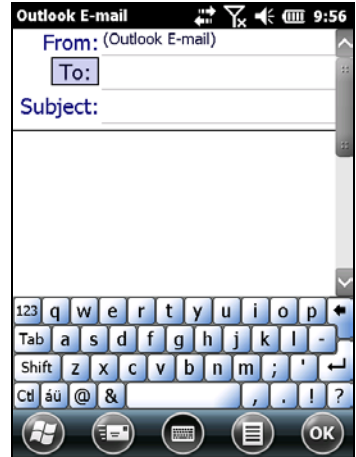 Outlook E-mail 9:56
From: (Outlook E-mail)
To:
Subject:
123 q w e r t y u i o p
Tab a s d f g h j k l -
Shift z x c v b n m ; '
Ctl áü @ & , . ! ?
OK